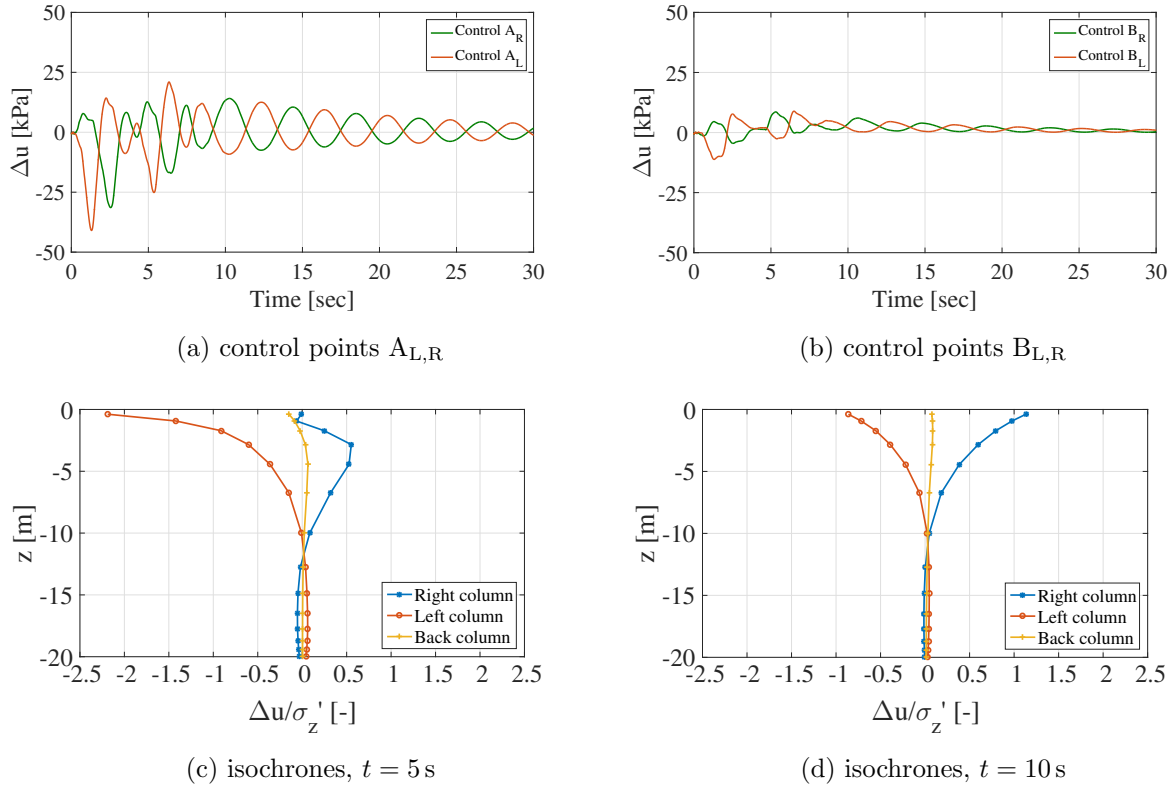 50
25
0
-25
-50
Δu [kPa]
0 5 10 15 20 25 30
Time [sec]
Control A_R
Control A_L
(a) control points A_L,R
50
25
0
-25
-50
Δu [kPa]
0 5 10 15 20 25 30
Time [sec]
Control B_R
Control B_L
(b) control points B_L,R
0
-5
-10
-15
-20
z [m]
-2.5 -2 -1.5 -1 -0.5 0 0.5 1 1.5 2 2.5
Δu/σ_z' [-]
Right column
Left column
Back column
(c) isochrones, t = 5 s
0
-5
-10
-15
-20
z [m]
-2.5 -2 -1.5 -1 -0.5 0 0.5 1 1.5 2 2.5
Δu/σ_z' [-]
Right column
Left column
Back column
(d) isochrones, t = 10 s